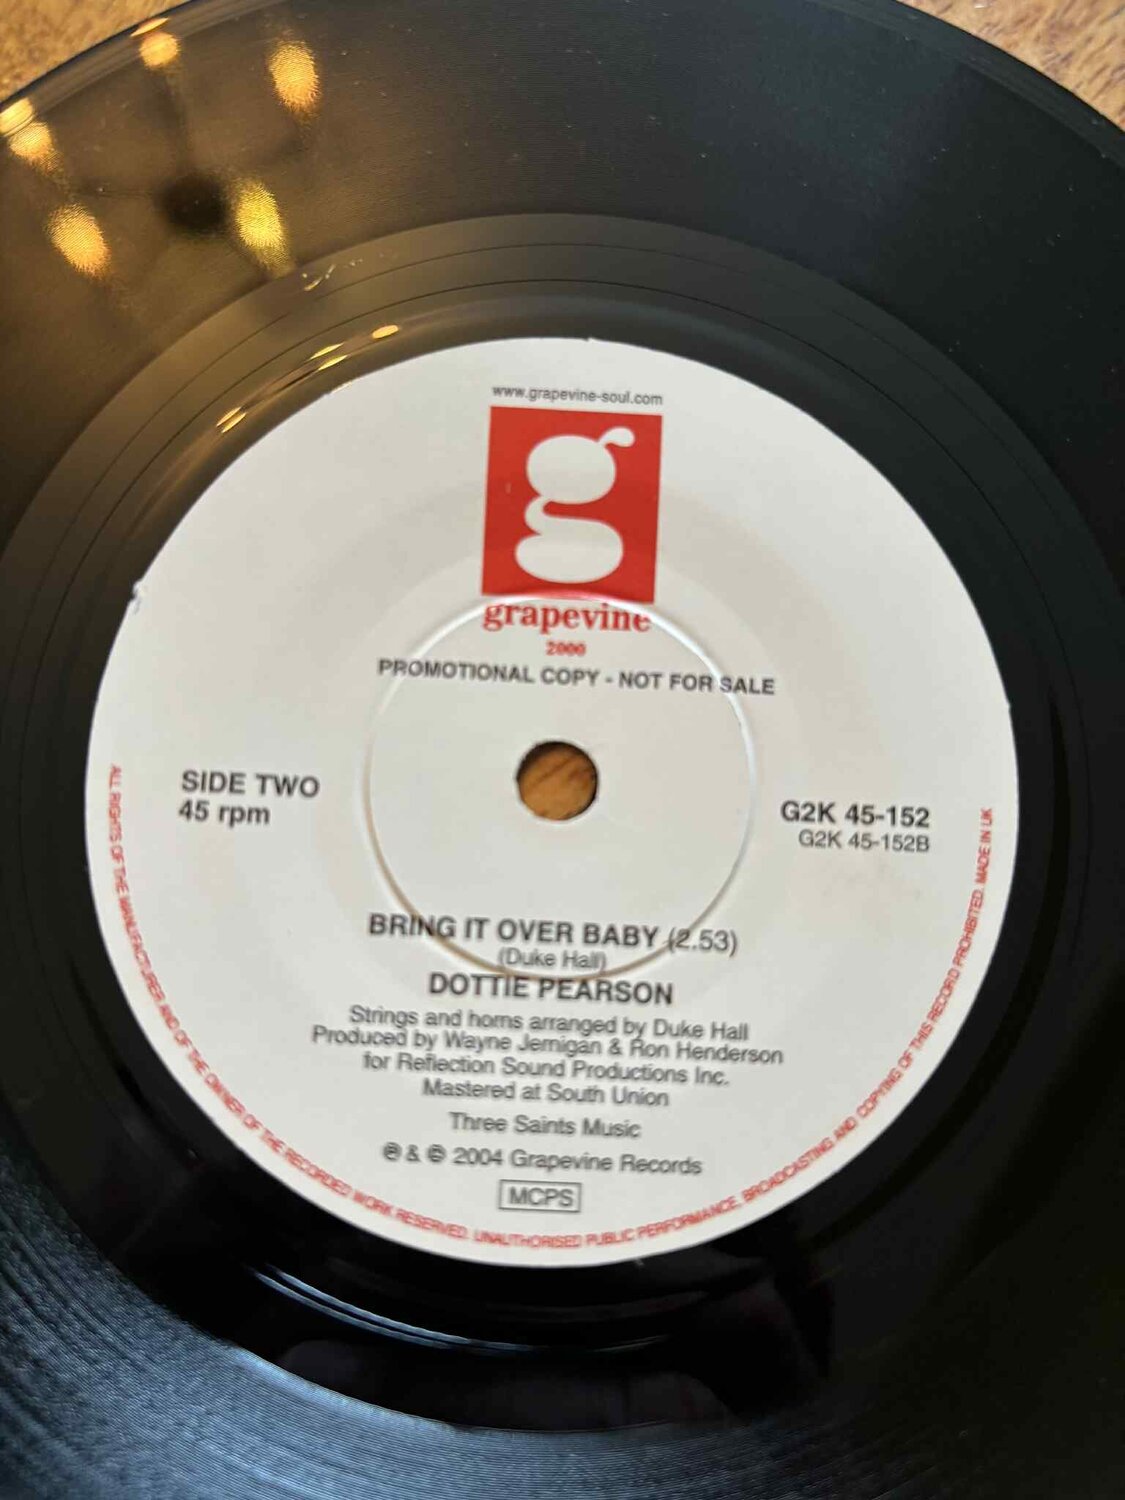 www.grapevine-soul.com
g
grapevine
2000
PROMOTIONAL COPY - NOT FOR SALE
SIDE TWO
45 rpm
G2K 45-152
G2K 45-152B
BRING IT OVER BABY (2.53)
(Duke Hall)
DOTTIE PEARSON
Strings and horns arranged by Duke Hall
Produced by Wayne Jernigan & Ron Henderson
for Reflection Sound Productions Inc.
Mastered at South Union
Three Saints Music
℗ & © 2004 Grapevine Records
MCPS
ALL RIGHTS OF THE MANUFACTURER AND OF THE OWNER OF THE RECORDED WORK RESERVED. UNAUTHORISED PUBLIC PERFORMANCE, BROADCASTING AND COPYING OF THIS RECORD PROHIBITED. MADE IN UK